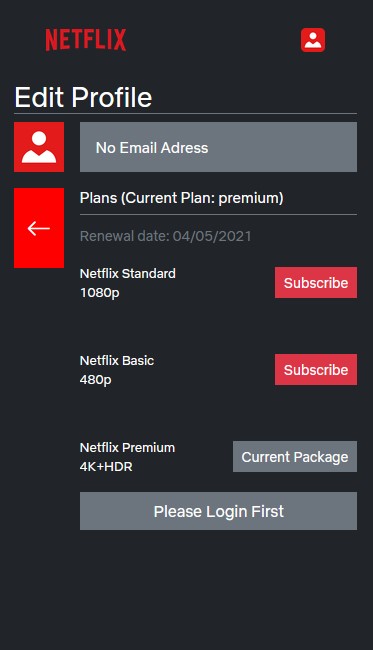 NETFLIX
Edit Profile
No Email Adress
Plans (Current Plan: premium)
Renewal date: 04/05/2021
Netflix Standard
1080p
Subscribe
Netflix Basic
480p
Subscribe
Netflix Premium
4K+HDR
Current Package
Please Login First